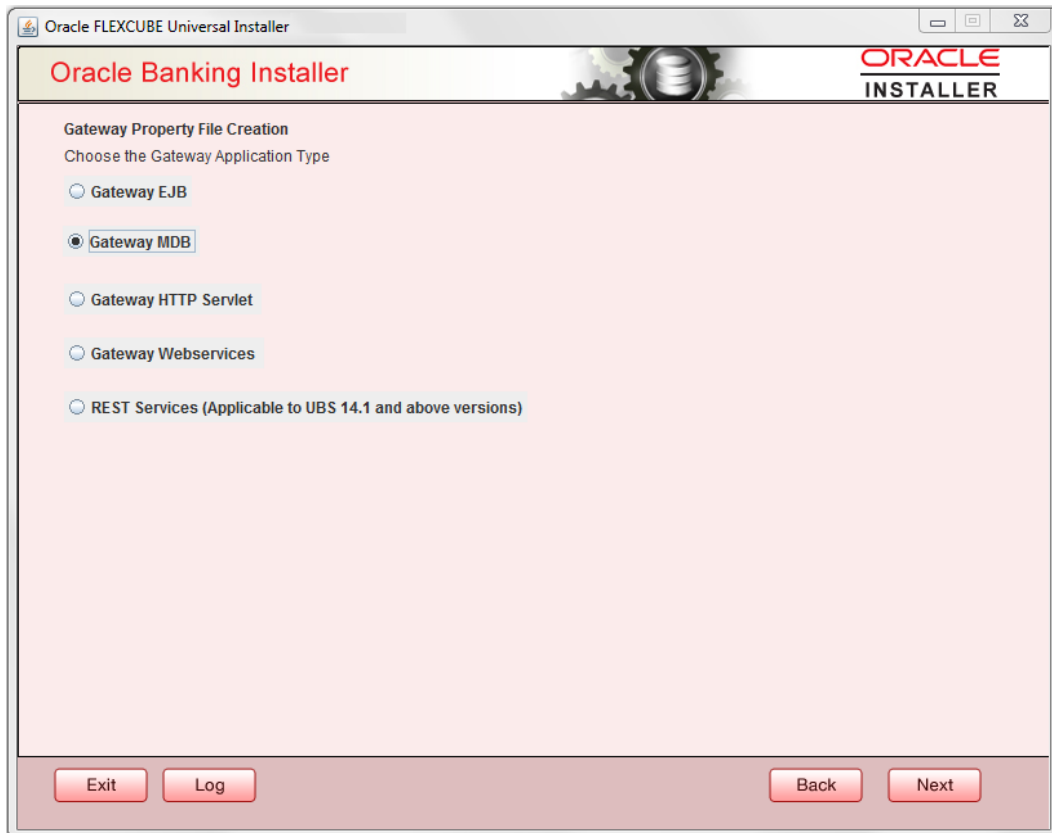 Oracle FLEXCUBE Universal Installer
Oracle Banking Installer
ORACLE
INSTALLER
Gateway Property File Creation
Choose the Gateway Application Type
Gateway EJB
Gateway MDB
Gateway HTTP Servlet
Gateway Webservices
REST Services (Applicable to UBS 14.1 and above versions)
Exit
Log
Back
Next